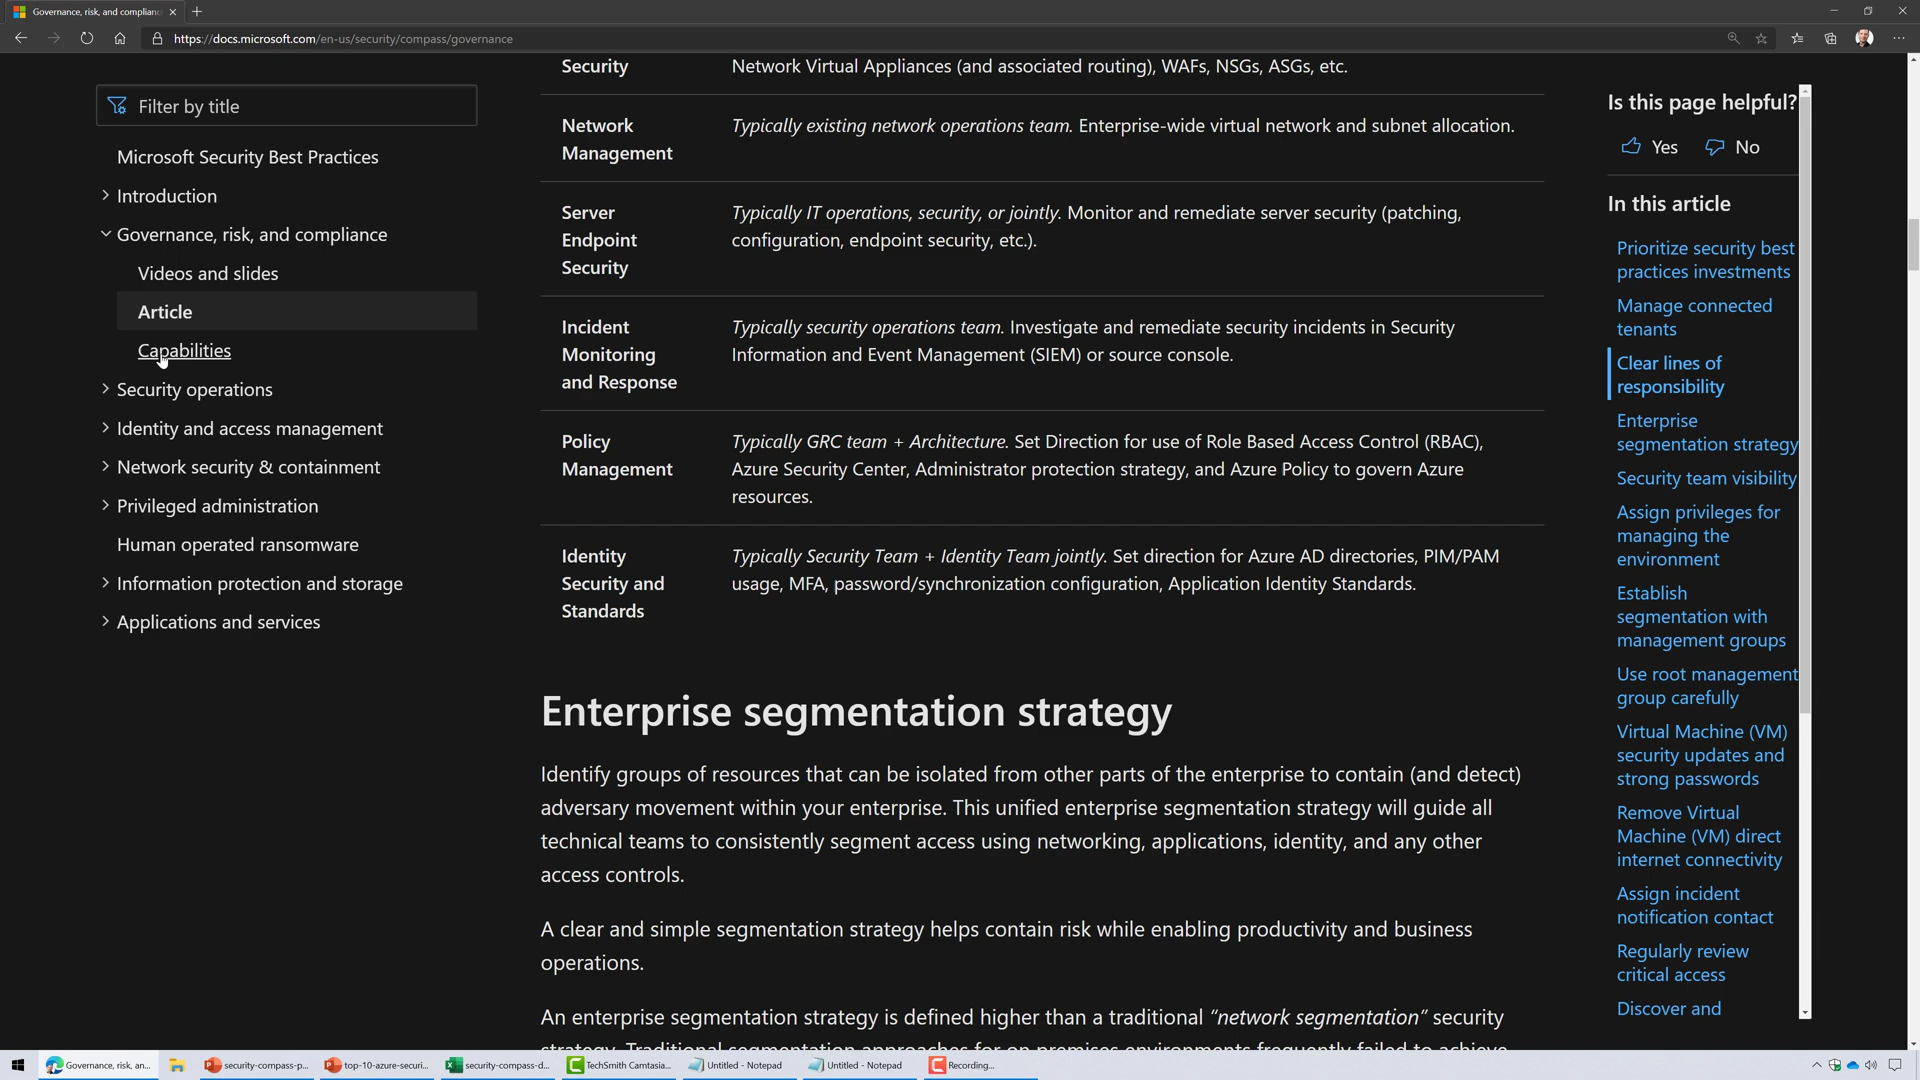 Governance, risk, and complianc
https://docs.microsoft.com/en-us/security/compass/governance
Filter by title
Microsoft Security Best Practices
Introduction
Governance, risk, and compliance
Videos and slides
Article
Capabilities
Security operations
Identity and access management
Network security & containment
Privileged administration
Human operated ransomware
Information protection and storage
Applications and services
Security
Network Virtual Appliances (and associated routing), WAFs, NSGs, ASGs, etc.
Network
Management
Typically existing network operations team. Enterprise-wide virtual network and subnet allocation.
Server
Endpoint
Security
Typically IT operations, security, or jointly. Monitor and remediate server security (patching,
configuration, endpoint security, etc.).
Incident
Monitoring
and Response
Typically security operations team. Investigate and remediate security incidents in Security
Information and Event Management (SIEM) or source console.
Policy
Management
Typically GRC team + Architecture. Set Direction for use of Role Based Access Control (RBAC),
Azure Security Center, Administrator protection strategy, and Azure Policy to govern Azure
resources.
Identity
Security and
Standards
Typically Security Team + Identity Team jointly. Set direction for Azure AD directories, PIM/PAM
usage, MFA, password/synchronization configuration, Application Identity Standards.
Enterprise segmentation strategy
Identify groups of resources that can be isolated from other parts of the enterprise to contain (and detect)
adversary movement within your enterprise. This unified enterprise segmentation strategy will guide all
technical teams to consistently segment access using networking, applications, identity, and any other
access controls.
A clear and simple segmentation strategy helps contain risk while enabling productivity and business
operations.
An enterprise segmentation strategy is defined higher than a traditional “network segmentation” security
strategy. Traditional segmentation approaches for on premises environments frequently failed to achieve
Is this page helpful?
Yes No
In this article
Prioritize security best
practices investments
Manage connected
tenants
Clear lines of
responsibility
Enterprise
segmentation strategy
Security team visibility
Assign privileges for
managing the
environment
Establish
segmentation with
management groups
Use root management
group carefully
Virtual Machine (VM)
security updates and
strong passwords
Remove Virtual
Machine (VM) direct
internet connectivity
Assign incident
notification contact
Regularly review
critical access
Discover and
Governance, risk, an...
security-compass-p...
top-10-azure-securi...
security-compass-d...
TechSmith Camtasia...
Untitled - Notepad
Untitled - Notepad
Recording...